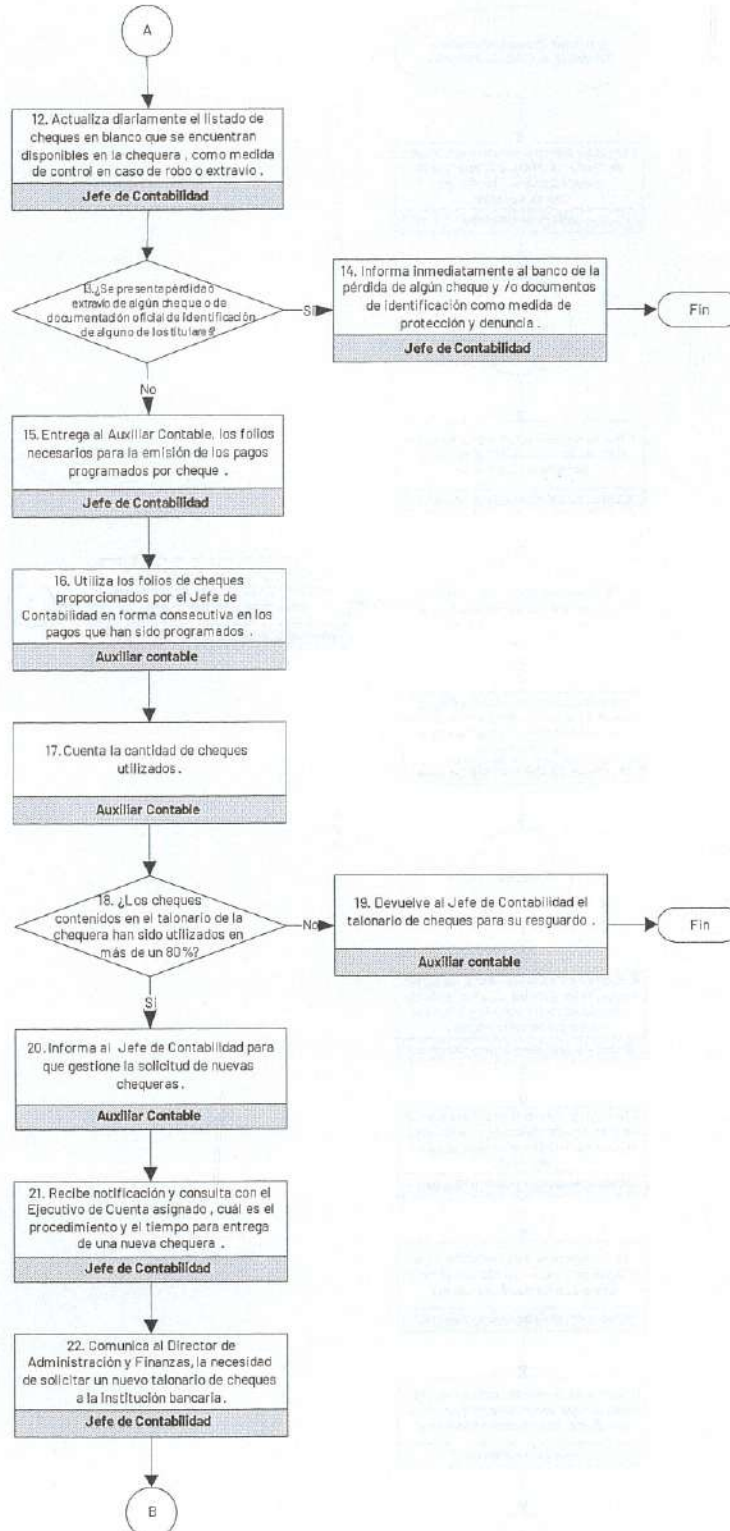 A
12. Actualiza diariamente el listado de
cheques en blanco que se encuentran
disponibles en la chequera , como medida
de control en caso de robo o extravío .
Jefe de Contabilidad
13.¿Se presenta pérdida o
extravío de algún cheque o de
documentación oficial de identificación
de alguno de los titulares?
Sí
14. Informa inmediatamente al banco de la
pérdida de algún cheque y /o documentos
de identificación como medida de
protección y denuncia .
Jefe de Contabilidad
Fin
No
15. Entrega al Auxiliar Contable, los folios
necesarios para la emisión de los pagos
programados por cheque .
Jefe de Contabilidad
16. Utiliza los folios de cheques
proporcionados por el Jefe de
Contabilidad en forma consecutiva en los
pagos que han sido programados .
Auxiliar contable
17. Cuenta la cantidad de cheques
utilizados .
Auxiliar Contable
18. ¿Los cheques
contenidos en el talonario de la
chequera han sido utilizados en
más de un 80%?
No
19. Devuelve al Jefe de Contabilidad el
talonario de cheques para su resguardo .
Auxiliar contable
Fin
Sí
20. Informa al Jefe de Contabilidad para
que gestione la solicitud de nuevas
chequeras .
Auxiliar Contable
21. Recibe notificación y consulta con el
Ejecutivo de Cuenta asignado , cuál es el
procedimiento y el tiempo para entrega
de una nueva chequera .
Jefe de Contabilidad
22. Comunica al Director de
Administración y Finanzas, la necesidad
de solicitar un nuevo talonario de cheques
a la institución bancaria .
Jefe de Contabilidad
B